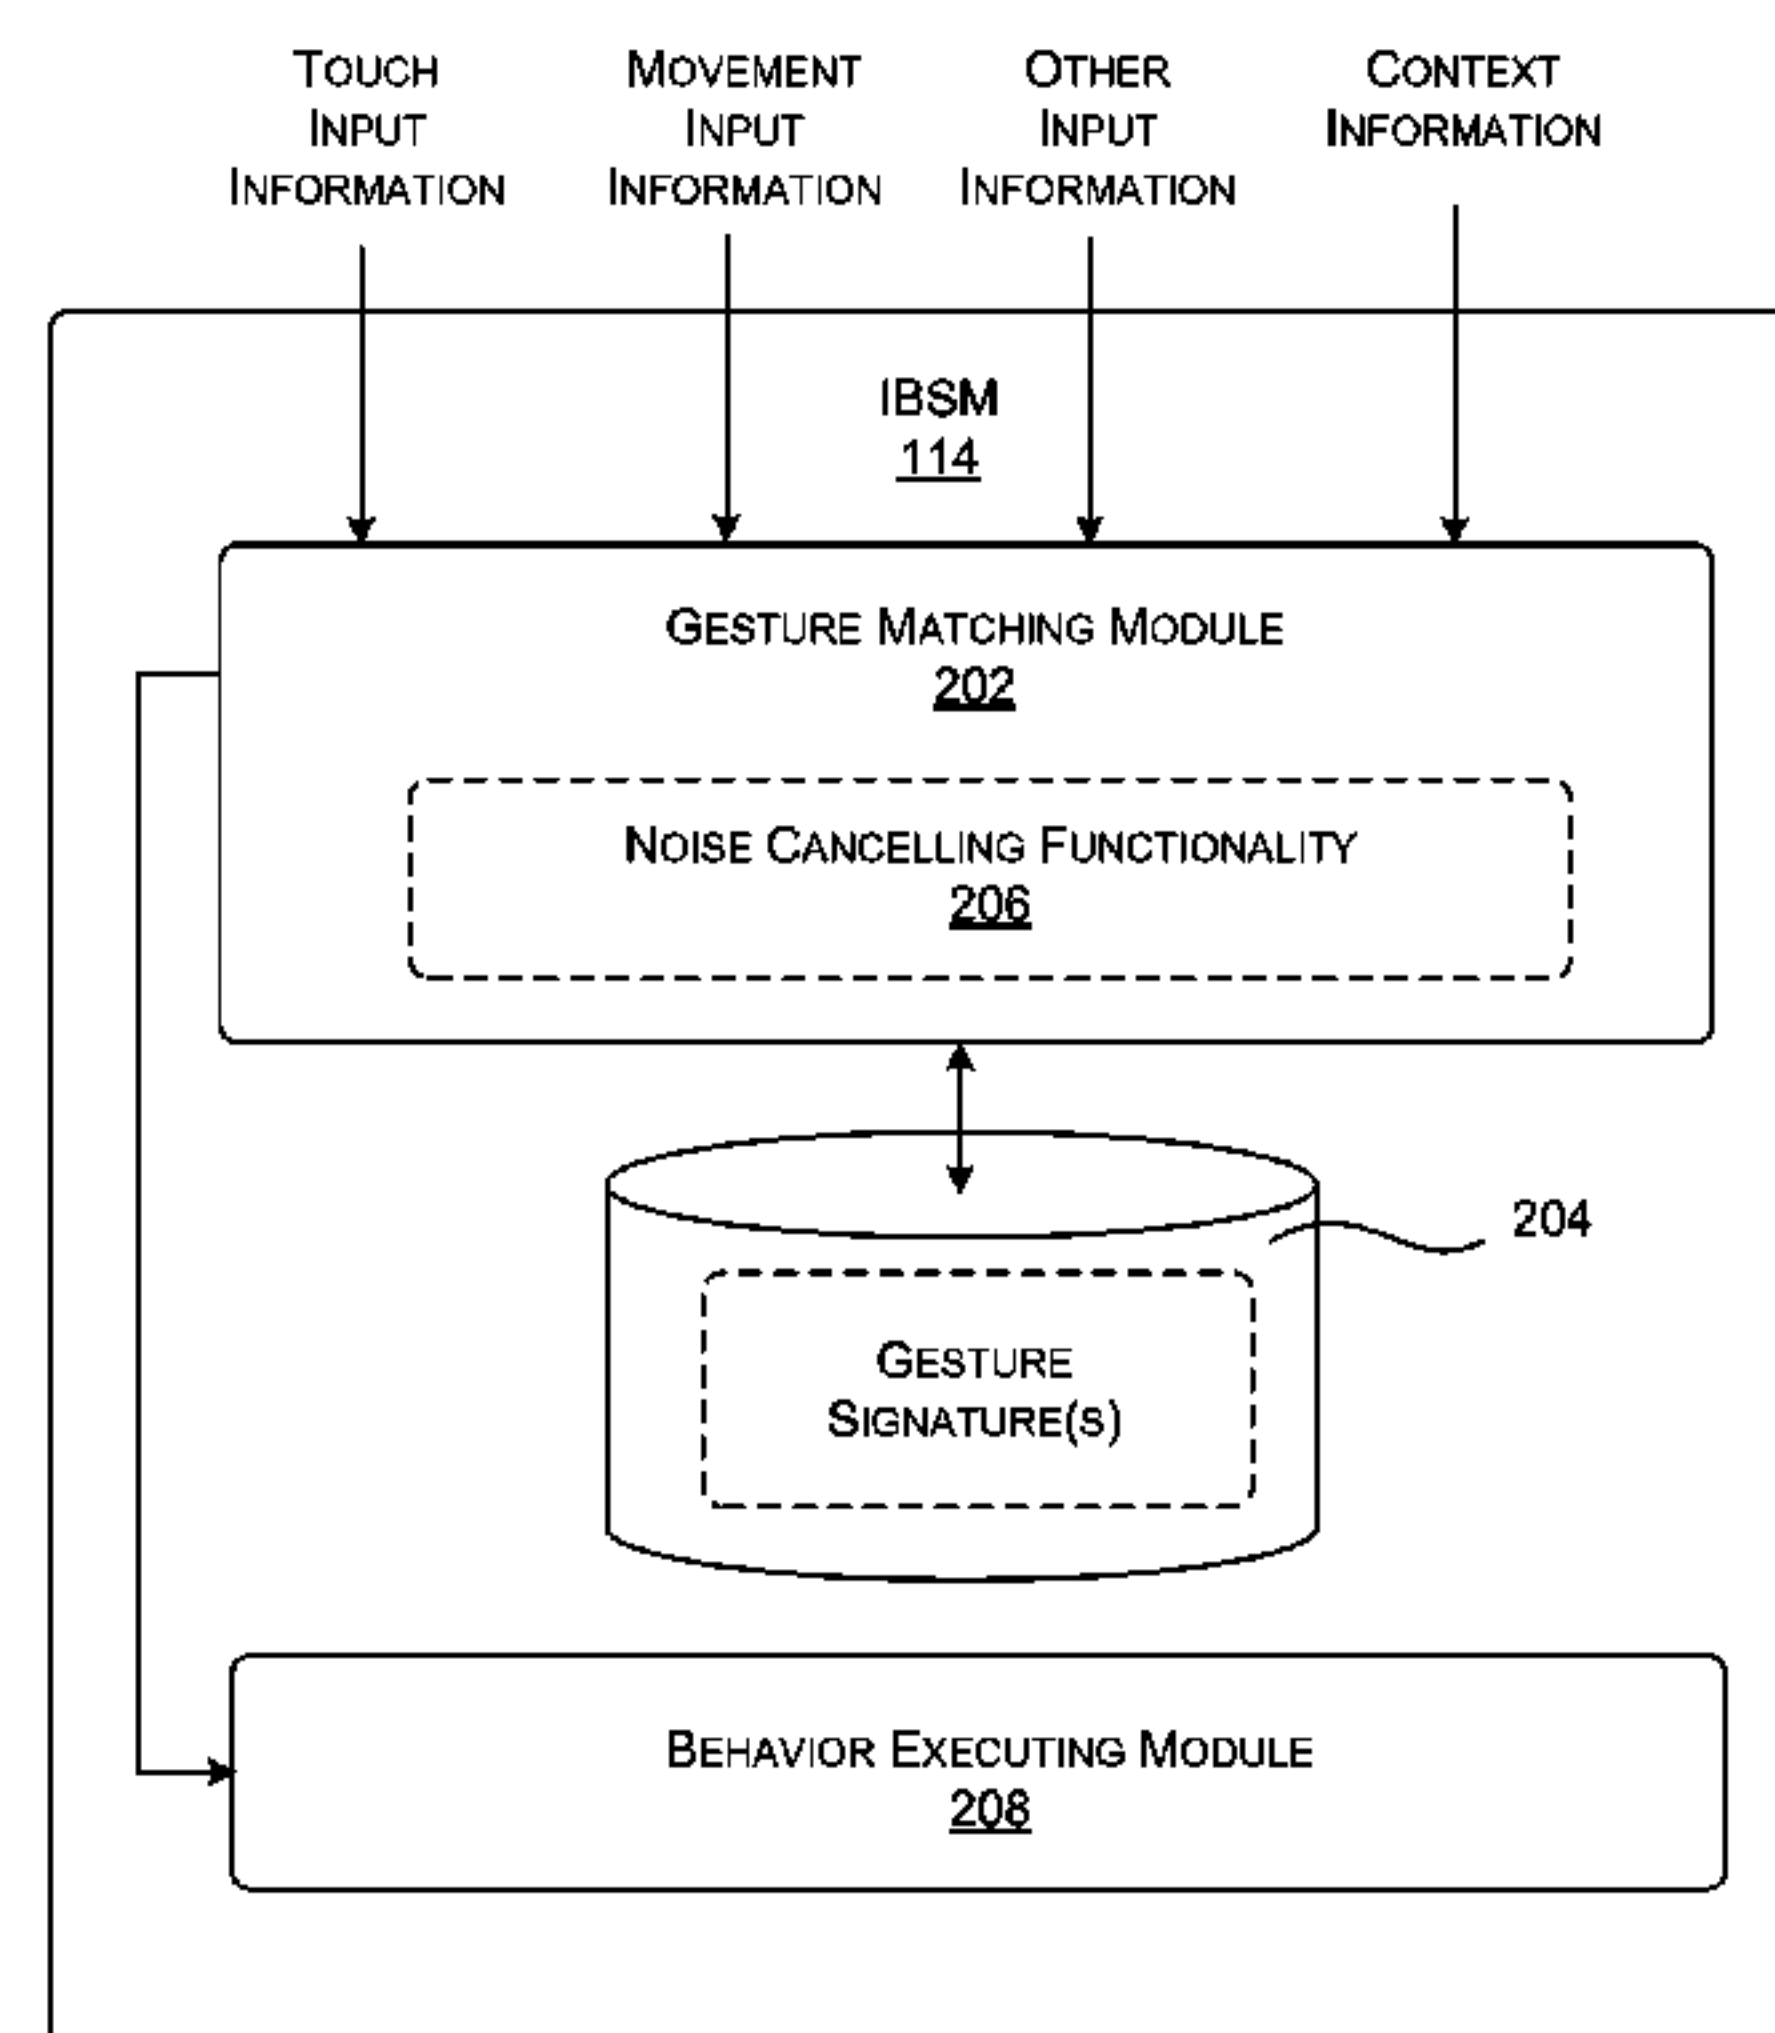 TOUCH
INPUT
INFORMATION
MOVEMENT
INPUT
INFORMATION
OTHER
INPUT
INFORMATION
CONTEXT
INFORMATION
IBSM
114
GESTURE MATCHING MODULE
202
NOISE CANCELLING FUNCTIONALITY
206
204
GESTURE
SIGNATURE(S)
BEHAVIOR EXECUTING MODULE
208